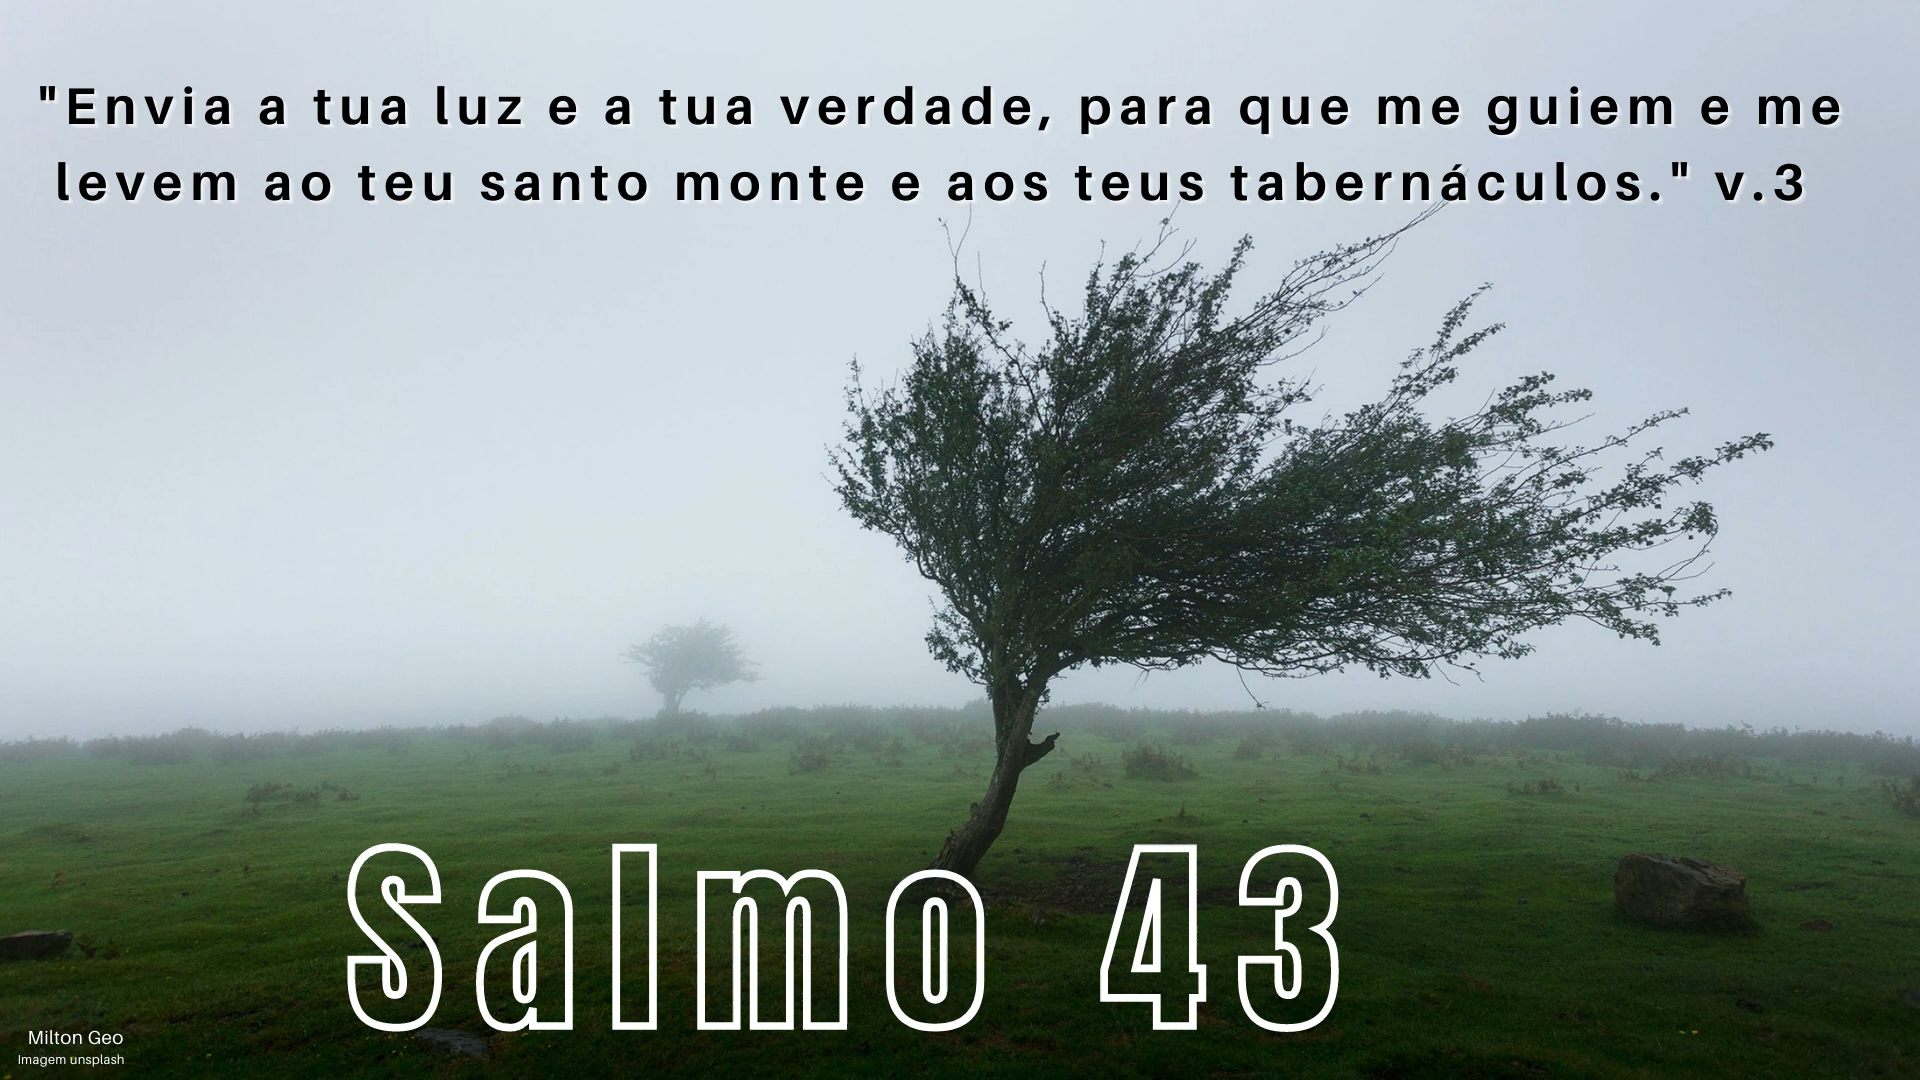 "Envia a tua luz e a tua verdade, para que me guiem e me
levem ao teu santo monte e aos teus tabernáculos." v.3
Salmo 43
Milton Geo
Imagem unsplash